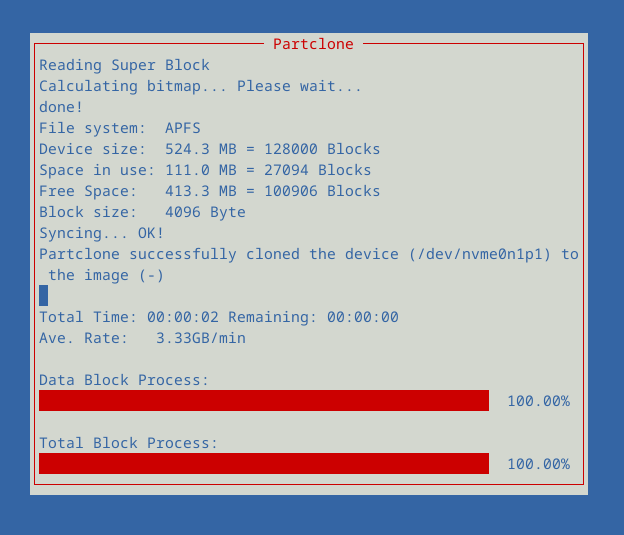 Partclone
Reading Super Block
Calculating bitmap... Please wait...
done!
File system:  APFS
Device size:  524.3 MB = 128000 Blocks
Space in use: 111.0 MB = 27094 Blocks
Free Space:   413.3 MB = 100906 Blocks
Block size:   4096 Byte
Syncing... OK!
Partclone successfully cloned the device (/dev/nvme0n1p1) to
 the image (-)
Total Time: 00:00:02 Remaining: 00:00:00
Ave. Rate:   3.33GB/min
Data Block Process:
100.00%
Total Block Process:
100.00%